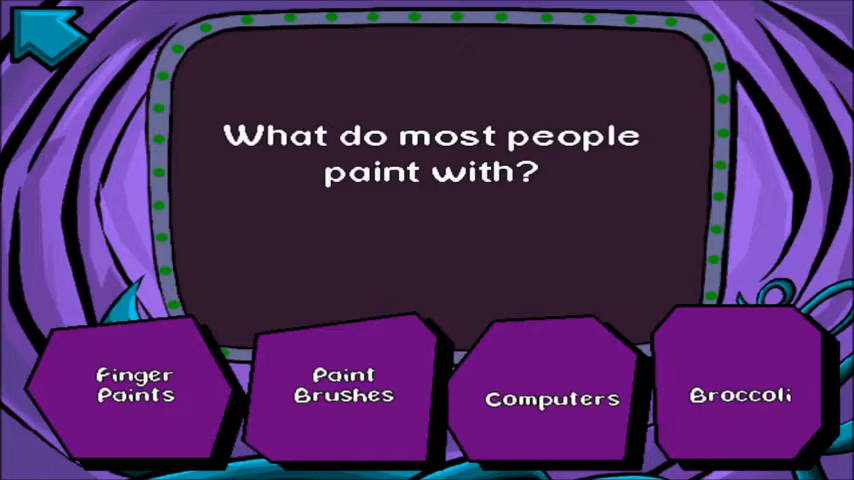 What do most people
paint with?
Finger
Paints
Paint
Brushes
Computers
Broccoli